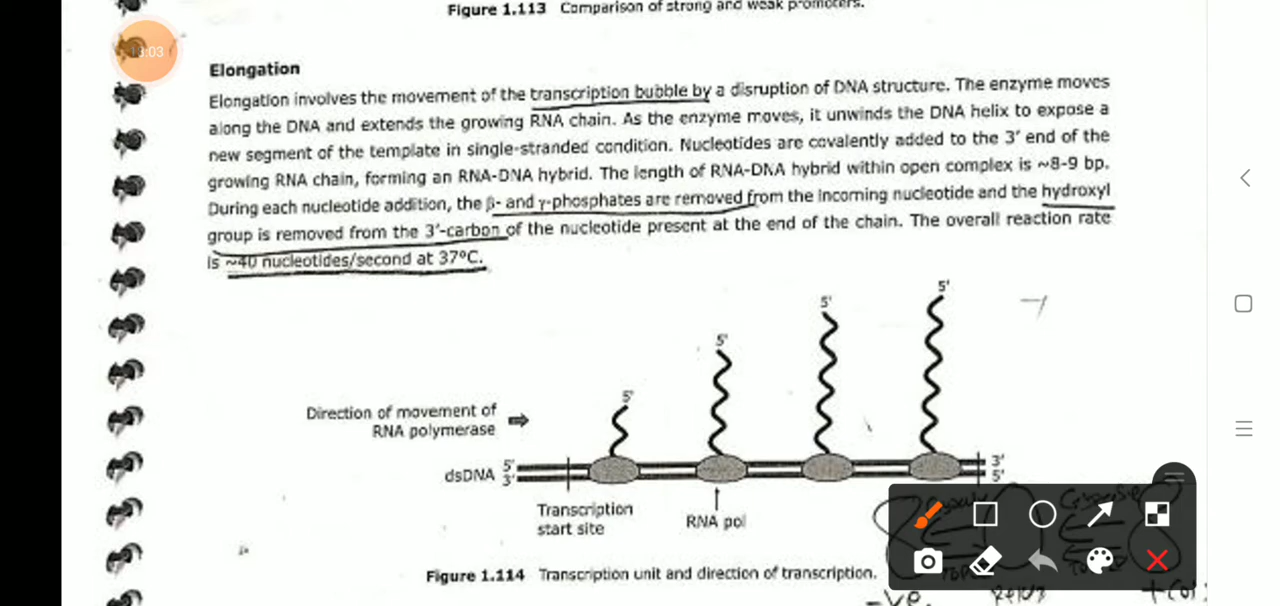 Figure 1.113 Comparison of strong and weak promoters.
13:03
Elongation
Elongation involves the movement of the transcription bubble by a disruption of DNA structure. The enzyme moves
along the DNA and extends the growing RNA chain. As the enzyme moves, it unwinds the DNA helix to expose a
new segment of the template in single-stranded condition. Nucleotides are covalently added to the 3' end of the
growing RNA chain, forming an RNA-DNA hybrid. The length of RNA-DNA hybrid within open complex is ~8-9 bp.
During each nucleotide addition, the β- and γ-phosphates are removed from the incoming nucleotide and the hydroxyl
group is removed from the 3'-carbon of the nucleotide present at the end of the chain. The overall reaction rate
is ~40 nucleotides/second at 37°C.
5'
5'
5'
5'
Direction of movement of
RNA polymerase
dsDNA
5'
3'
3'
5'
Transcription
start site
RNA pol
Figure 1.114 Transcription unit and direction of transcription.
-ve